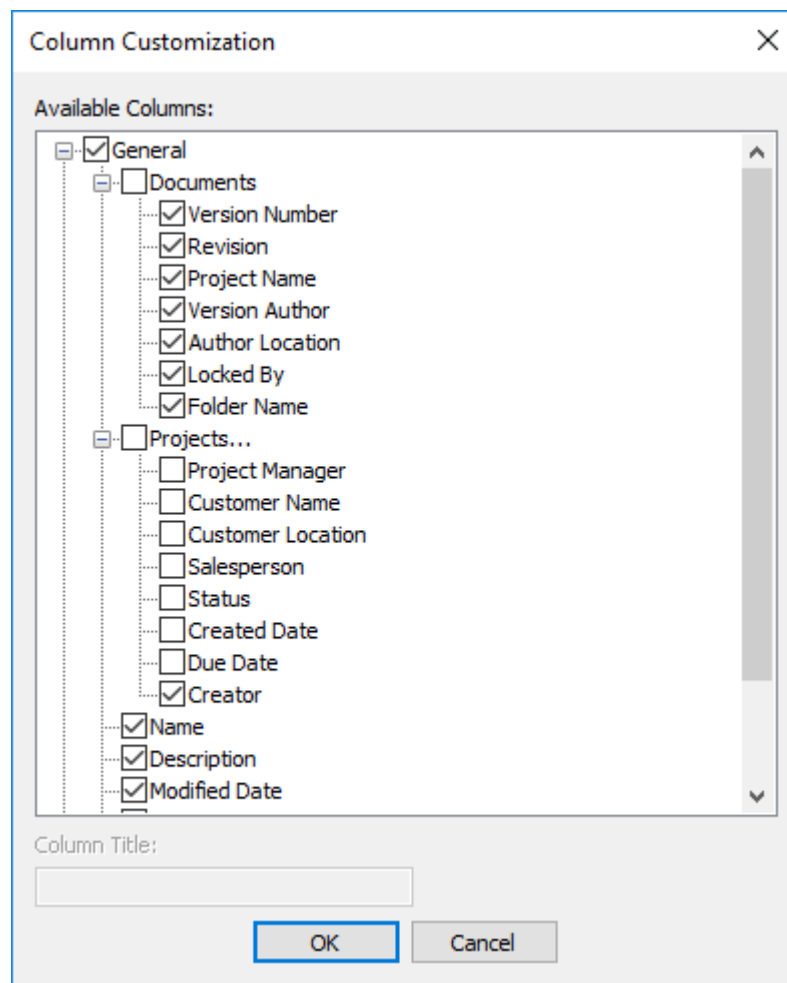 Column Customization
Available Columns:
General
Documents
Version Number
Revision
Project Name
Version Author
Author Location
Locked By
Folder Name
Projects...
Project Manager
Customer Name
Customer Location
Salesperson
Status
Created Date
Due Date
Creator
Name
Description
Modified Date
Column Title:
OK Cancel